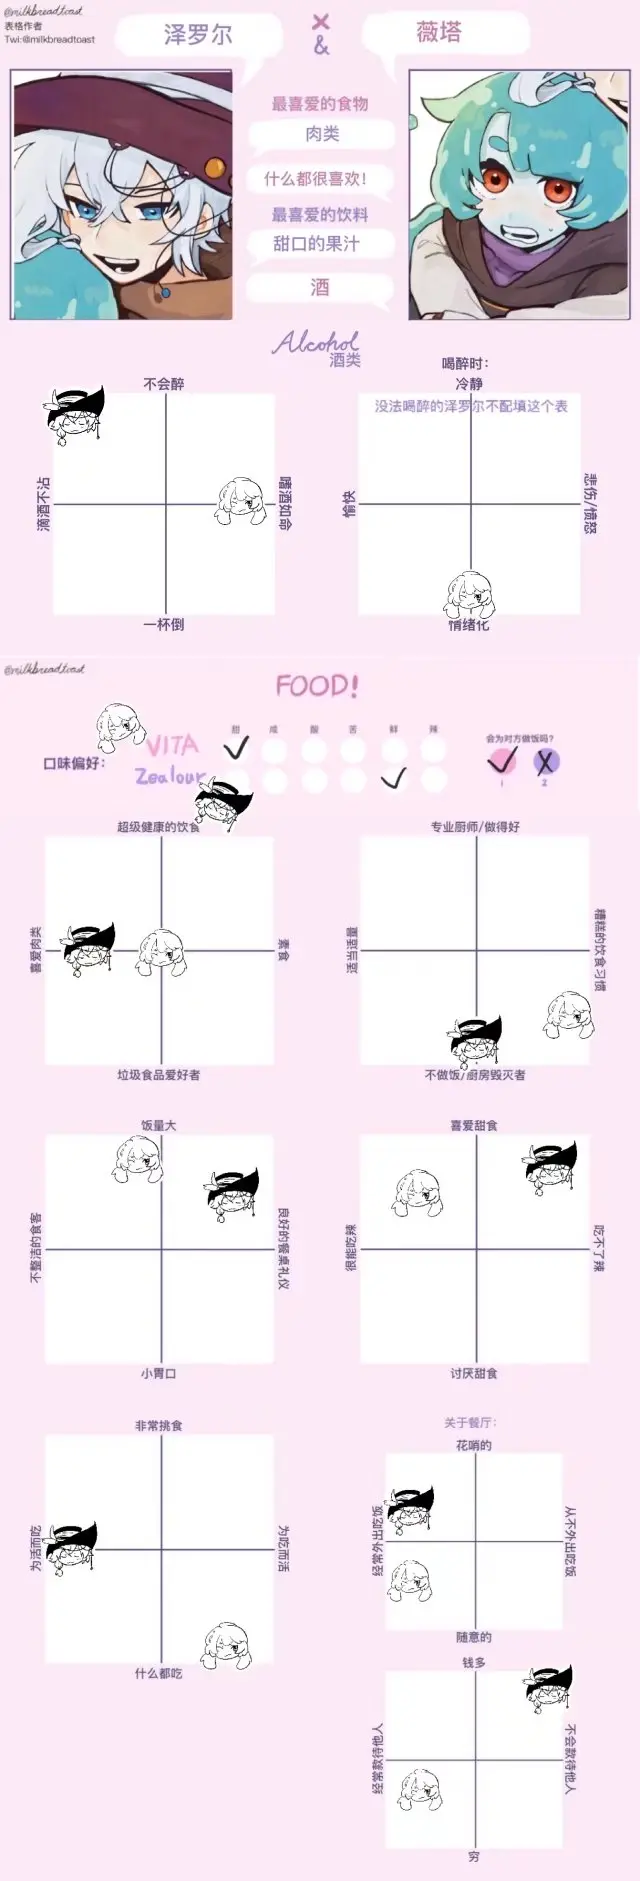 @milkbreadtoast
表格作者
Twi:@milkbreadtoast
泽罗尔
×
&
薇塔
最喜爱的食物
肉类
什么都很喜欢!
最喜爱的饮料
甜口的果汁
酒
Alcohol
酒类
不会醉
滴酒不沾
嗜酒如命
一杯倒
喝醉时:
冷静
没法喝醉的泽罗尔不配填这个表
愉快
悲伤/愤怒
情绪化
@milkbreadtoast
FOOD!
甜 咸 酸 苦 鲜 辣
口味偏好:
VITA
Zealour
会为对方做饭吗?
1 2
超级健康的饮食
喜爱肉类
素食
垃圾食品爱好者
专业厨师/做得好
适当适量
糟糕的饮食习惯
不做饭/厨房毁灭者
饭量大
不整洁的食客
良好的餐桌礼仪
小胃口
喜爱甜食
很能吃辣
吃不了辣
讨厌甜食
非常挑食
为活而吃
为吃而活
什么都吃
关于餐厅:
花哨的
经常外出吃饭
从不外出吃饭
随意的
钱多
经常款待他人
不会款待他人
穷